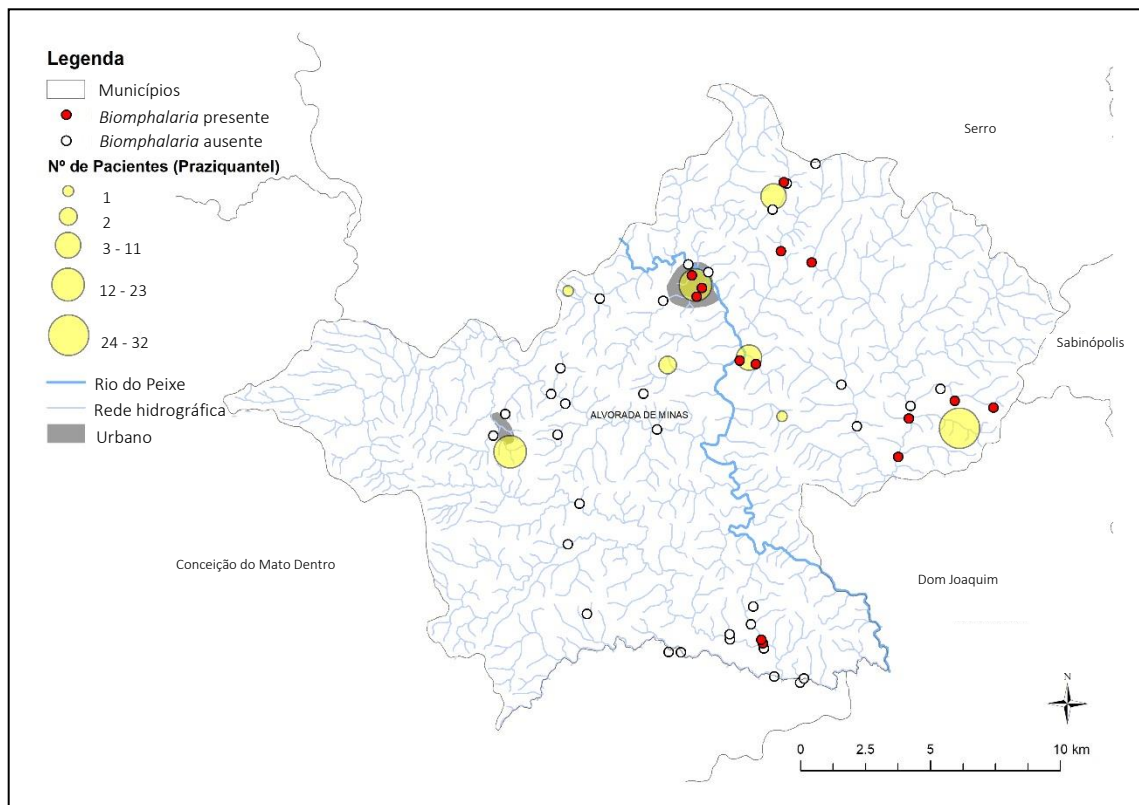 Legenda
Municípios
Biomphalaria presente
Biomphalaria ausente
Nº de Pacientes (Praziquantel)
1
2
3 - 11
12 - 23
24 - 32
Rio do Peixe
Rede hidrográfica
Urbano
Serro
Sabinópolis
ALVORADA DE MINAS
Conceição do Mato Dentro
Dom Joaquim
N
0 2.5 5 10 km